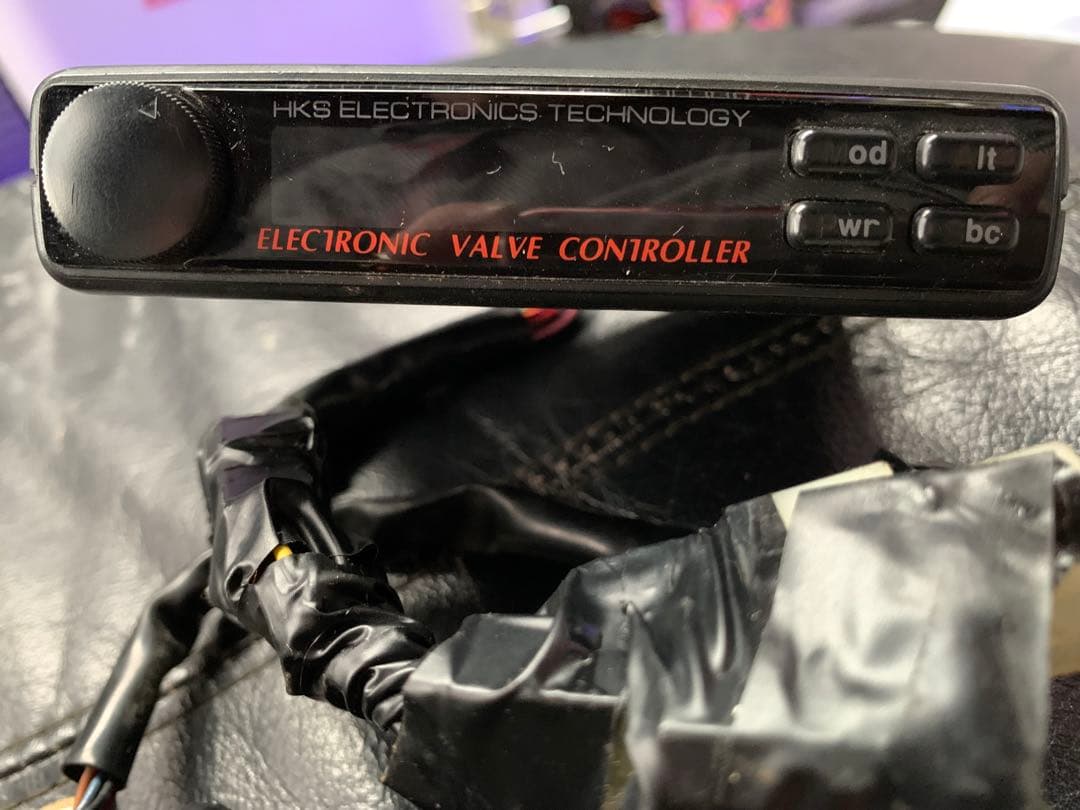 HKS ELECTRONICS TECHNOLOGY
od lt
ELECTRONIC VALVE CONTROLLER
wr bc